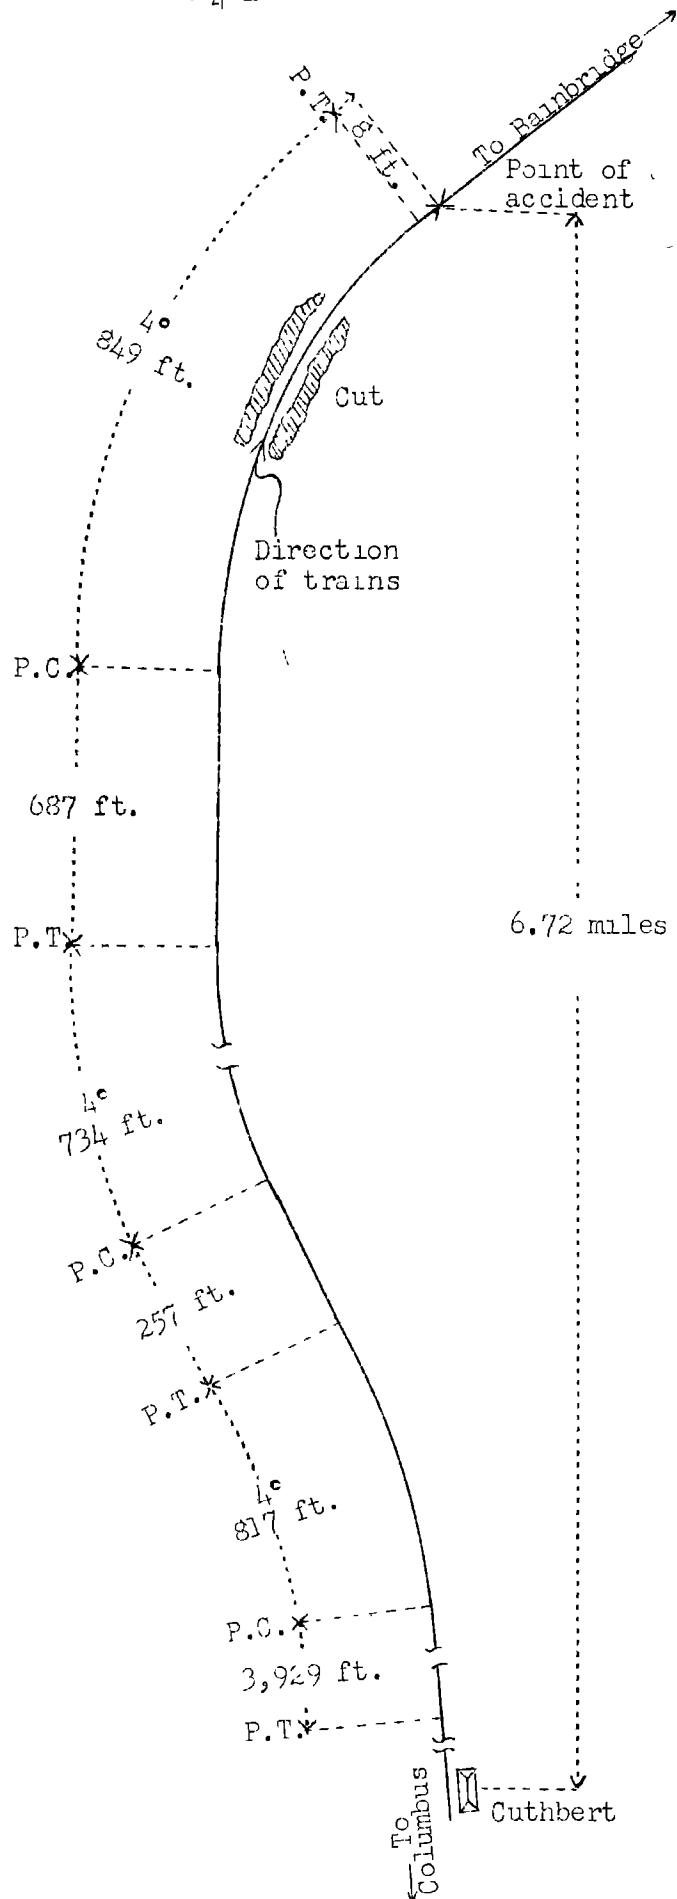 To Bainbridge
P.T.
8 ft.
Point of
accident
4°
849 ft.
Cut
Direction
of trains
P.C.
687 ft.
6.72 miles
P.T.
4°
734 ft.
P.C.
257 ft.
P.T.
4°
817 ft.
P.C.
3,929 ft.
P.T.
Cuthbert
To
Columbus